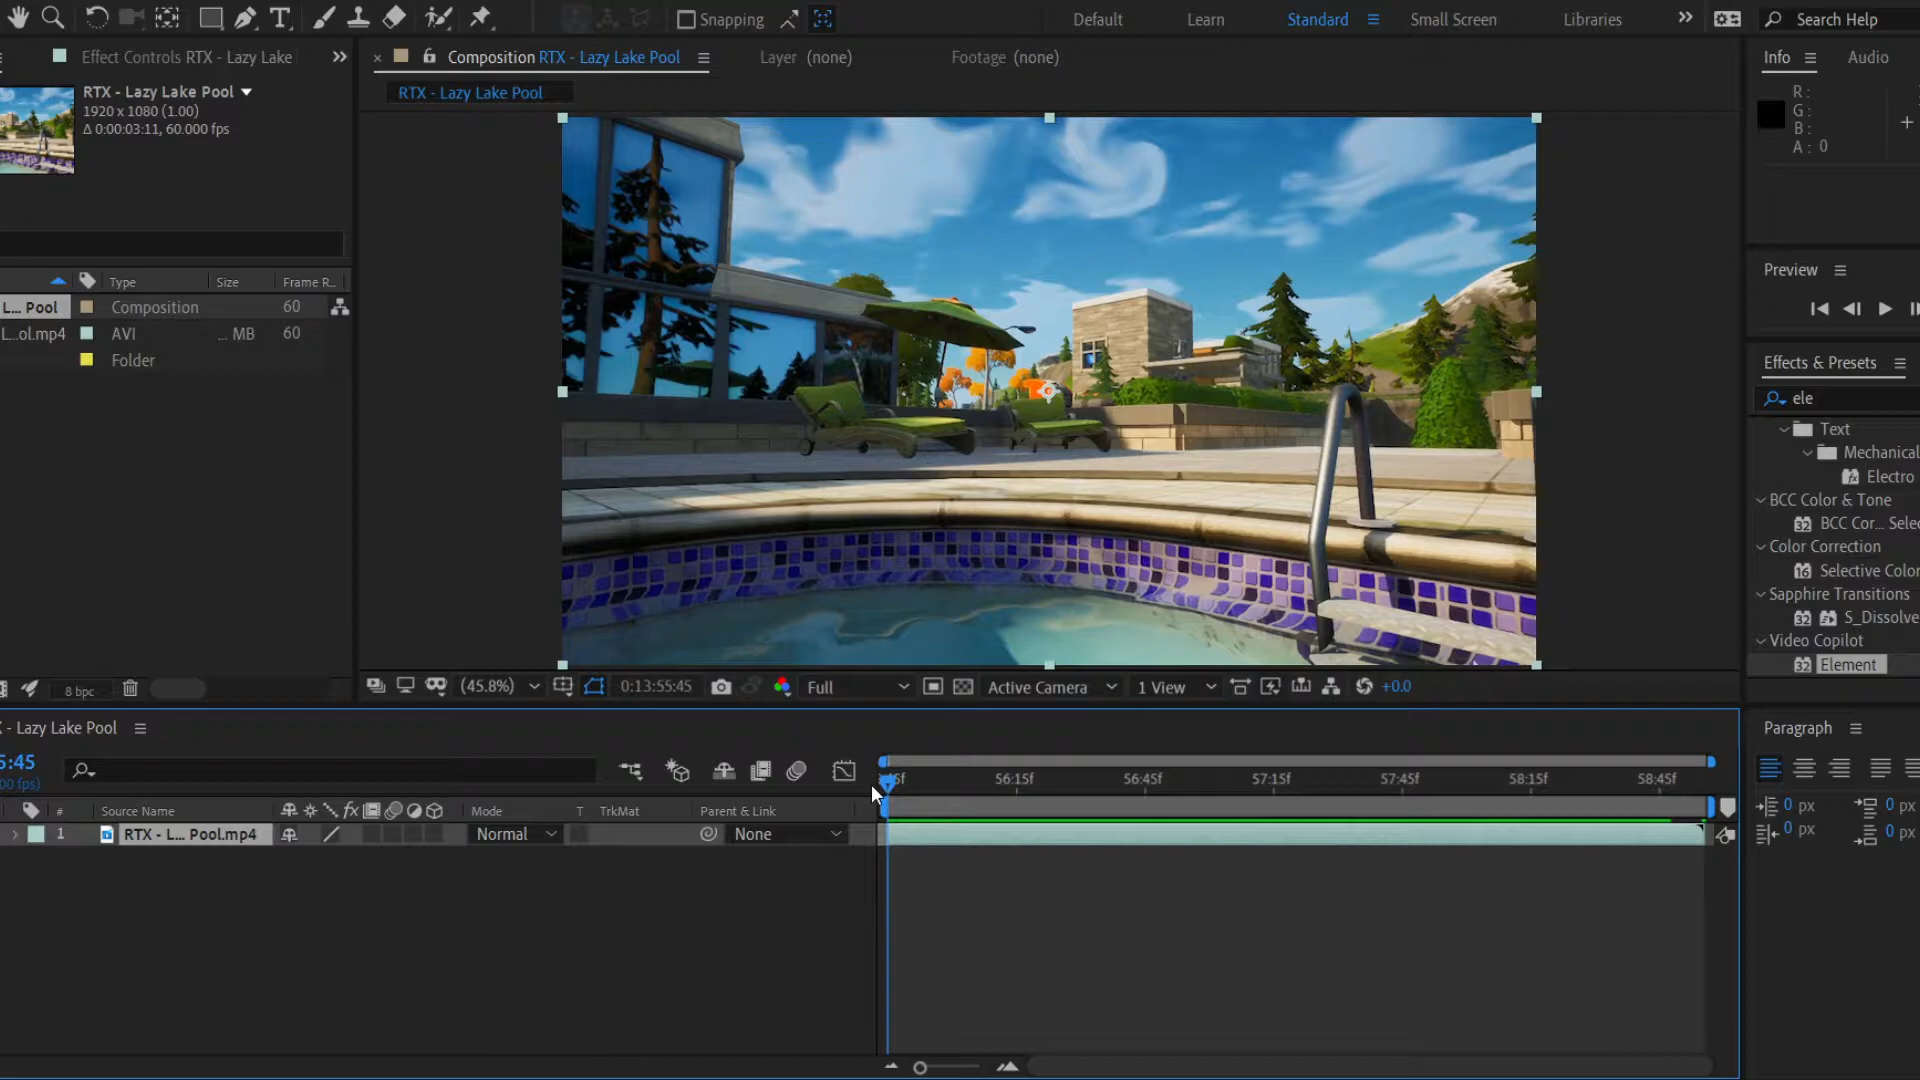 Snapping
Default
Learn
Standard
Small Screen
Libraries
Search Help
Effect Controls RTX - Lazy Lake
Composition RTX - Lazy Lake Pool
Layer (none)
Footage (none)
Info
Audio
RTX - Lazy Lake Pool
1920 x 1080 (1.00)
Δ 0:00:03:11, 60.000 fps
RTX - Lazy Lake Pool
R :
G :
B :
A : 0
Preview
Type
Size
Frame R...
L... Pool
Composition
60
L...ol.mp4
AVI
... MB
60
Folder
Effects & Presets
ele
Text
Mechanical
Electro
BCC Color & Tone
BCC Cor... Selec
Color Correction
Selective Color
Sapphire Transitions
S_Dissolve
Video Copilot
Element
8 bpc
(45.8%)
0:13:55:45
Full
Active Camera
1 View
+0.0
- Lazy Lake Pool
Paragraph
5:45
00 fps)
56:15f
56:45f
57:15f
57:45f
58:15f
58:45f
#
Source Name
fx
Mode
T
TrkMat
Parent & Link
1
RTX - L... Pool.mp4
Normal
None
0 px
0 px
0 px
0 px